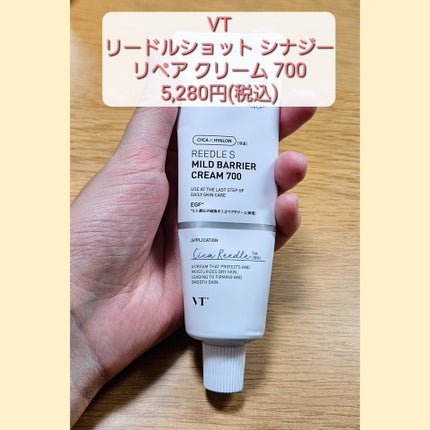 VT
リードルショット シナジー
リペア クリーム 700
5,280円(税込)
CICA × HYALON
REEDLE S
MILD BARRIER
CREAM 700
USE AT THE LAST STEP OF
DAILY SKIN CARE
EGF*
APPLICATION
Cica Reedle TM
A CREAM THAT PROTECTS AND
MOISTURIZES DRY SKIN,
LEADING TO FIRMING AND
SMOOTH SKIN.
VT